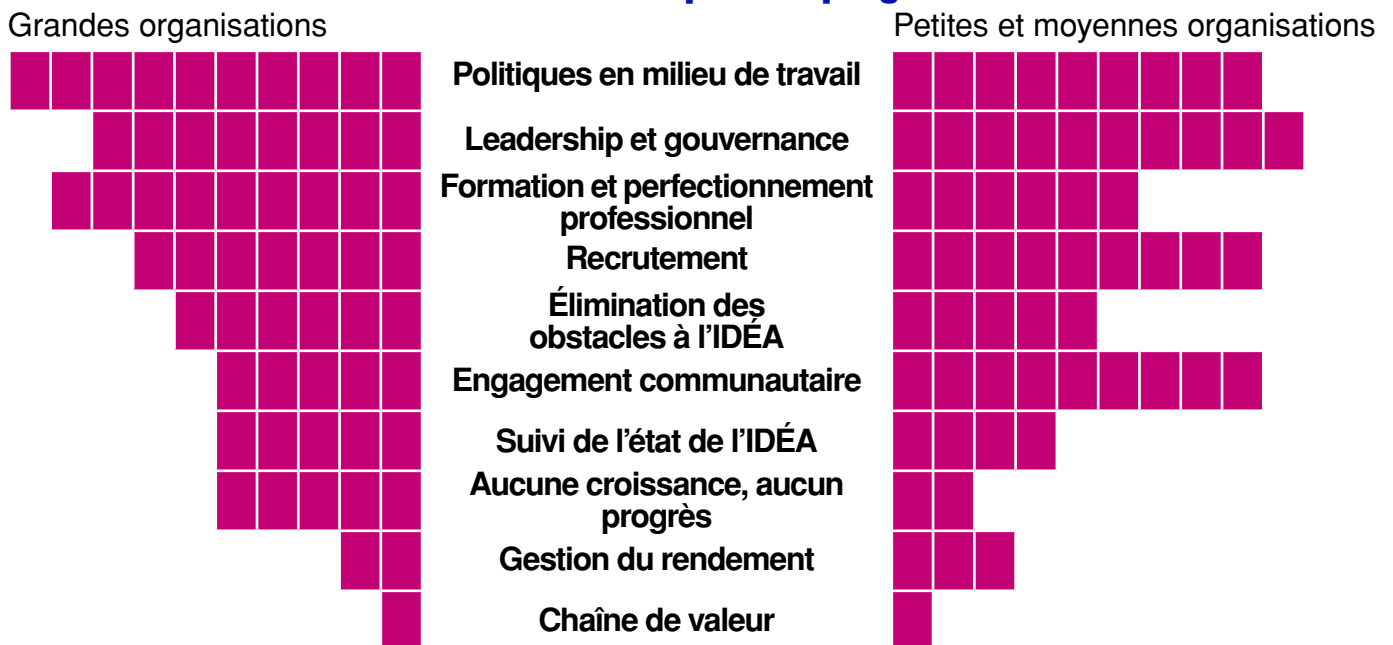 Grandes organisations
Petites et moyennes organisations
Politiques en milieu de travail
Leadership et gouvernance
Formation et perfectionnement
professionnel
Recrutement
Élimination des
obstacles à l’IDÉA
Engagement communautaire
Suivi de l'état de l’IDÉA
Aucune croissance, aucun
progrès
Gestion du rendement
Chaîne de valeur